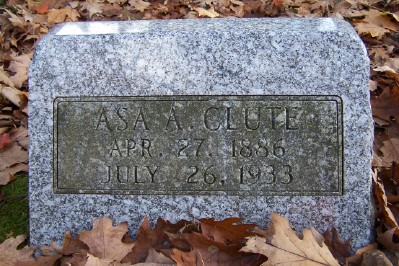 ASA A. CLUTE
APR. 27. 1886
JULY 26. 1933